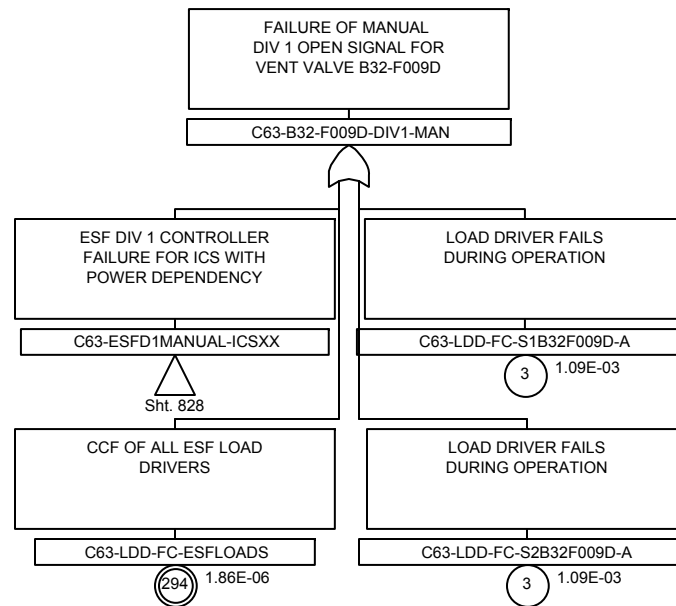 FAILURE OF MANUAL
DIV 1 OPEN SIGNAL FOR
VENT VALVE B32-F009D
C63-B32-F009D-DIV1-MAN
ESF DIV 1 CONTROLLER
FAILURE FOR ICS WITH
POWER DEPENDENCY
C63-ESFD1MANUAL-ICSXX
Sht. 828
LOAD DRIVER FAILS
DURING OPERATION
C63-LDD-FC-S1B32F009D-A
3
1.09E-03
CCF OF ALL ESF LOAD
DRIVERS
C63-LDD-FC-ESFLOADS
294
1.86E-06
LOAD DRIVER FAILS
DURING OPERATION
C63-LDD-FC-S2B32F009D-A
3
1.09E-03